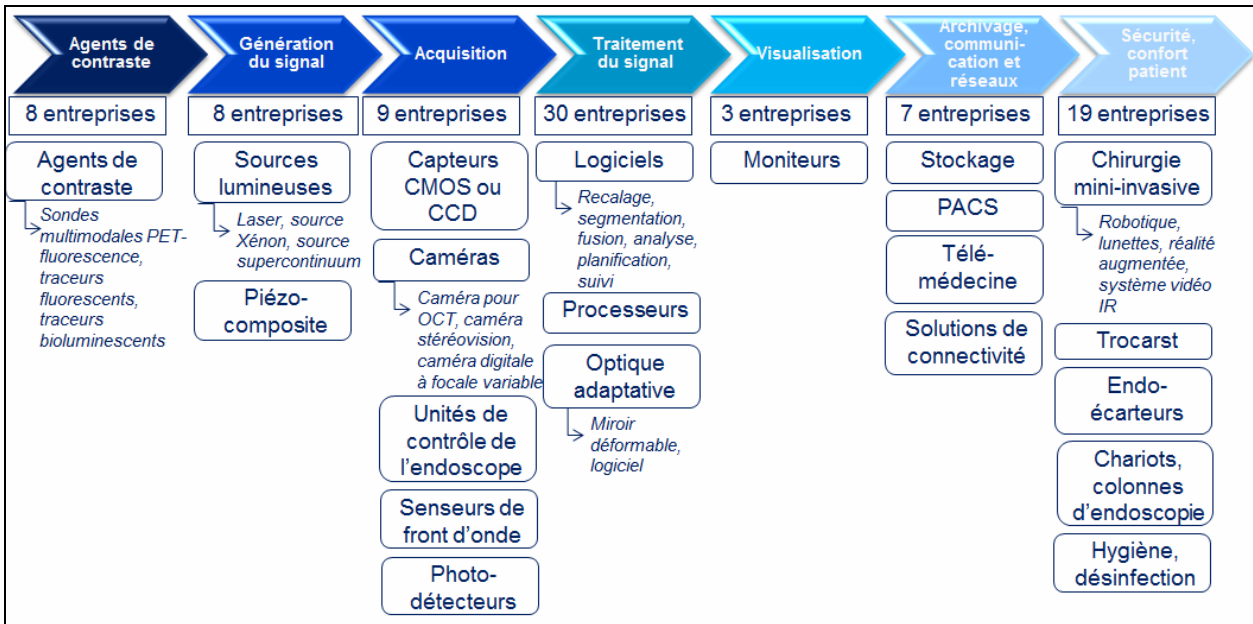 Agents de
contraste
Génération
du signal
Acquisition
Traitement
du signal
Visualisation
Archivage,
communi-
cation et
réseaux
Sécurité,
confort
patient
8 entreprises
8 entreprises
9 entreprises
30 entreprises
3 entreprises
7 entreprises
19 entreprises
Agents de
contraste
Sondes
multimodales PET-
fluorescence,
traceurs
fluorescents,
traceurs
bioluminescents
Sources
lumineuses
Laser, source
Xénon, source
supercontinuum
Piézo-
composite
Capteurs
CMOS ou
CCD
Caméras
Caméra pour
OCT, caméra
stéréovision,
caméra digitale
à focale variable
Unités de
contrôle de
l'endoscope
Senseurs de
front d'onde
Photo-
détecteurs
Logiciels
Recalage,
segmentation,
fusion, analyse,
planification,
suivi
Processeurs
Optique
adaptative
Miroir
déformable,
logiciel
Moniteurs
Stockage
PACS
Télé-
médecine
Solutions de
connectivité
Chirurgie
mini-invasive
Robotique,
lunettes, réalité
augmentée,
système vidéo
IR
Trocarst
Endo-
écarteurs
Chariots,
colonnes
d'endoscopie
Hygiène,
désinfection